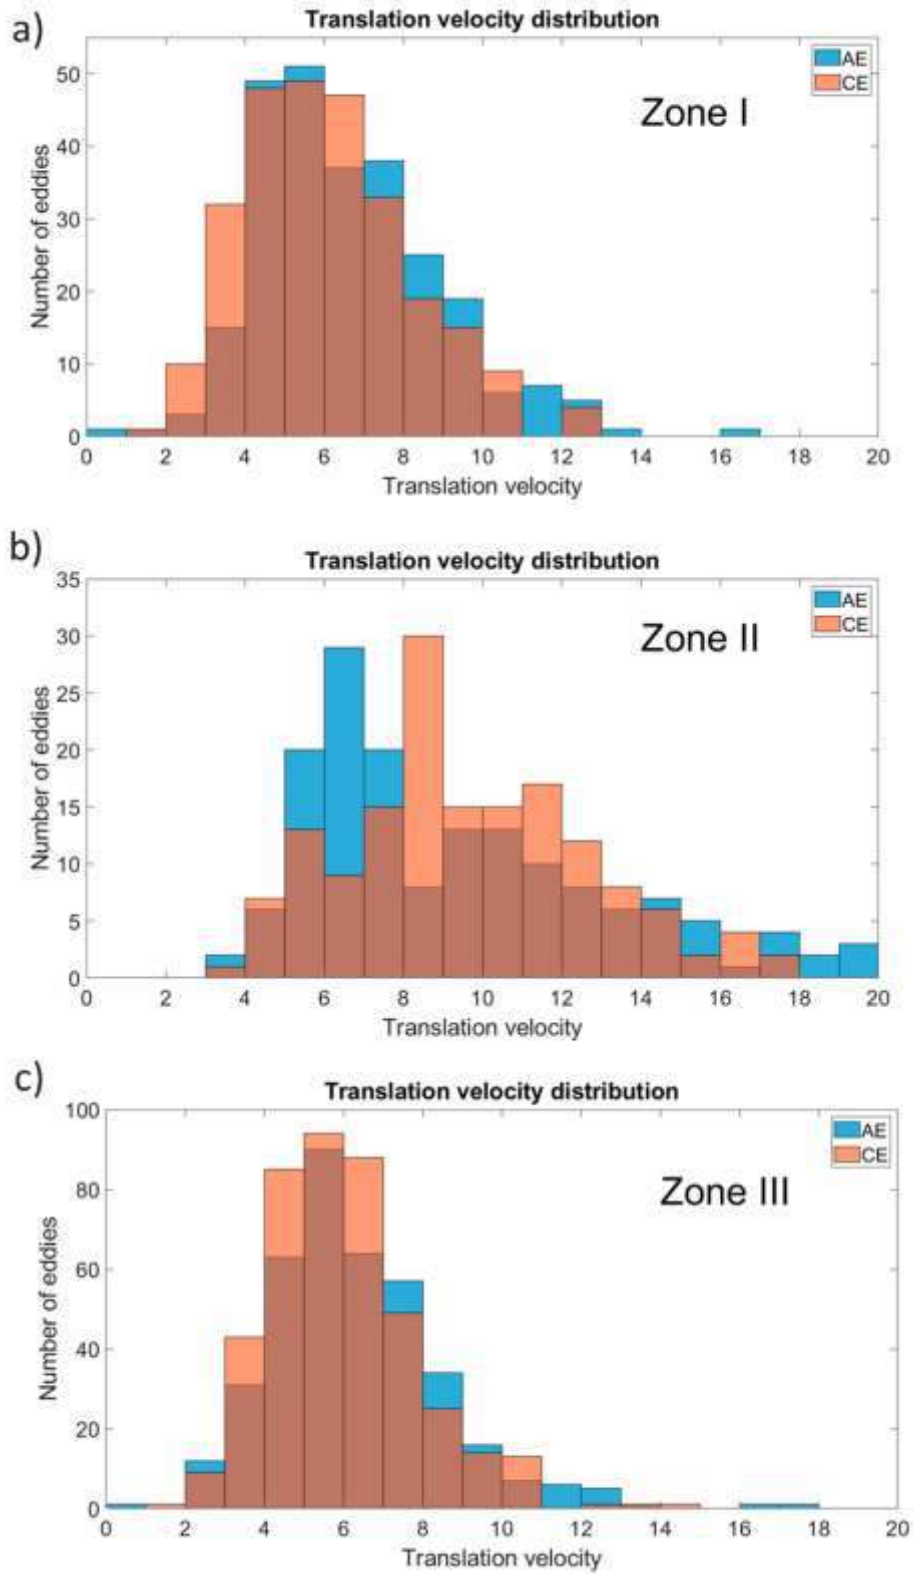 a)
Translation velocity distribution
AE
CE
Zone I
50
40
30
20
10
0
Number of eddies
0 2 4 6 8 10 12 14 16 18 20
Translation velocity
b)
Translation velocity distribution
AE
CE
Zone II
35
30
25
20
15
10
5
0
Number of eddies
0 2 4 6 8 10 12 14 16 18 20
Translation velocity
c)
Translation velocity distribution
AE
CE
Zone III
100
80
60
40
20
0
Number of eddies
0 2 4 6 8 10 12 14 16 18 20
Translation velocity